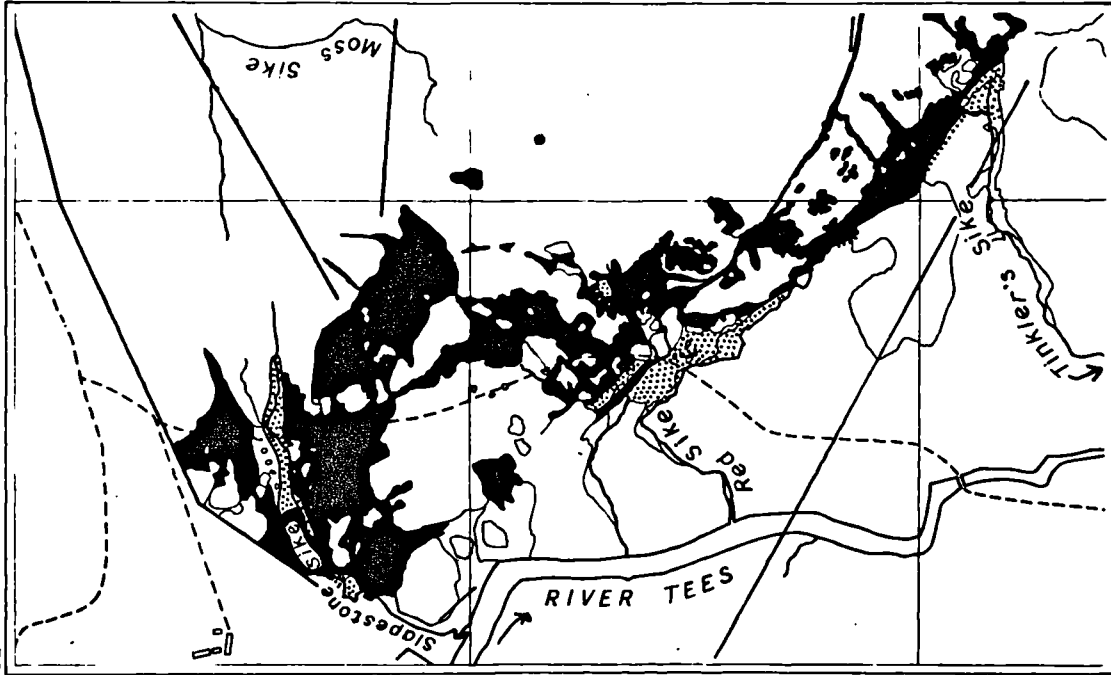 Moss
Sike
Tinkler's Sike
Red Sike
Slapestone
Sike
RIVER TEES